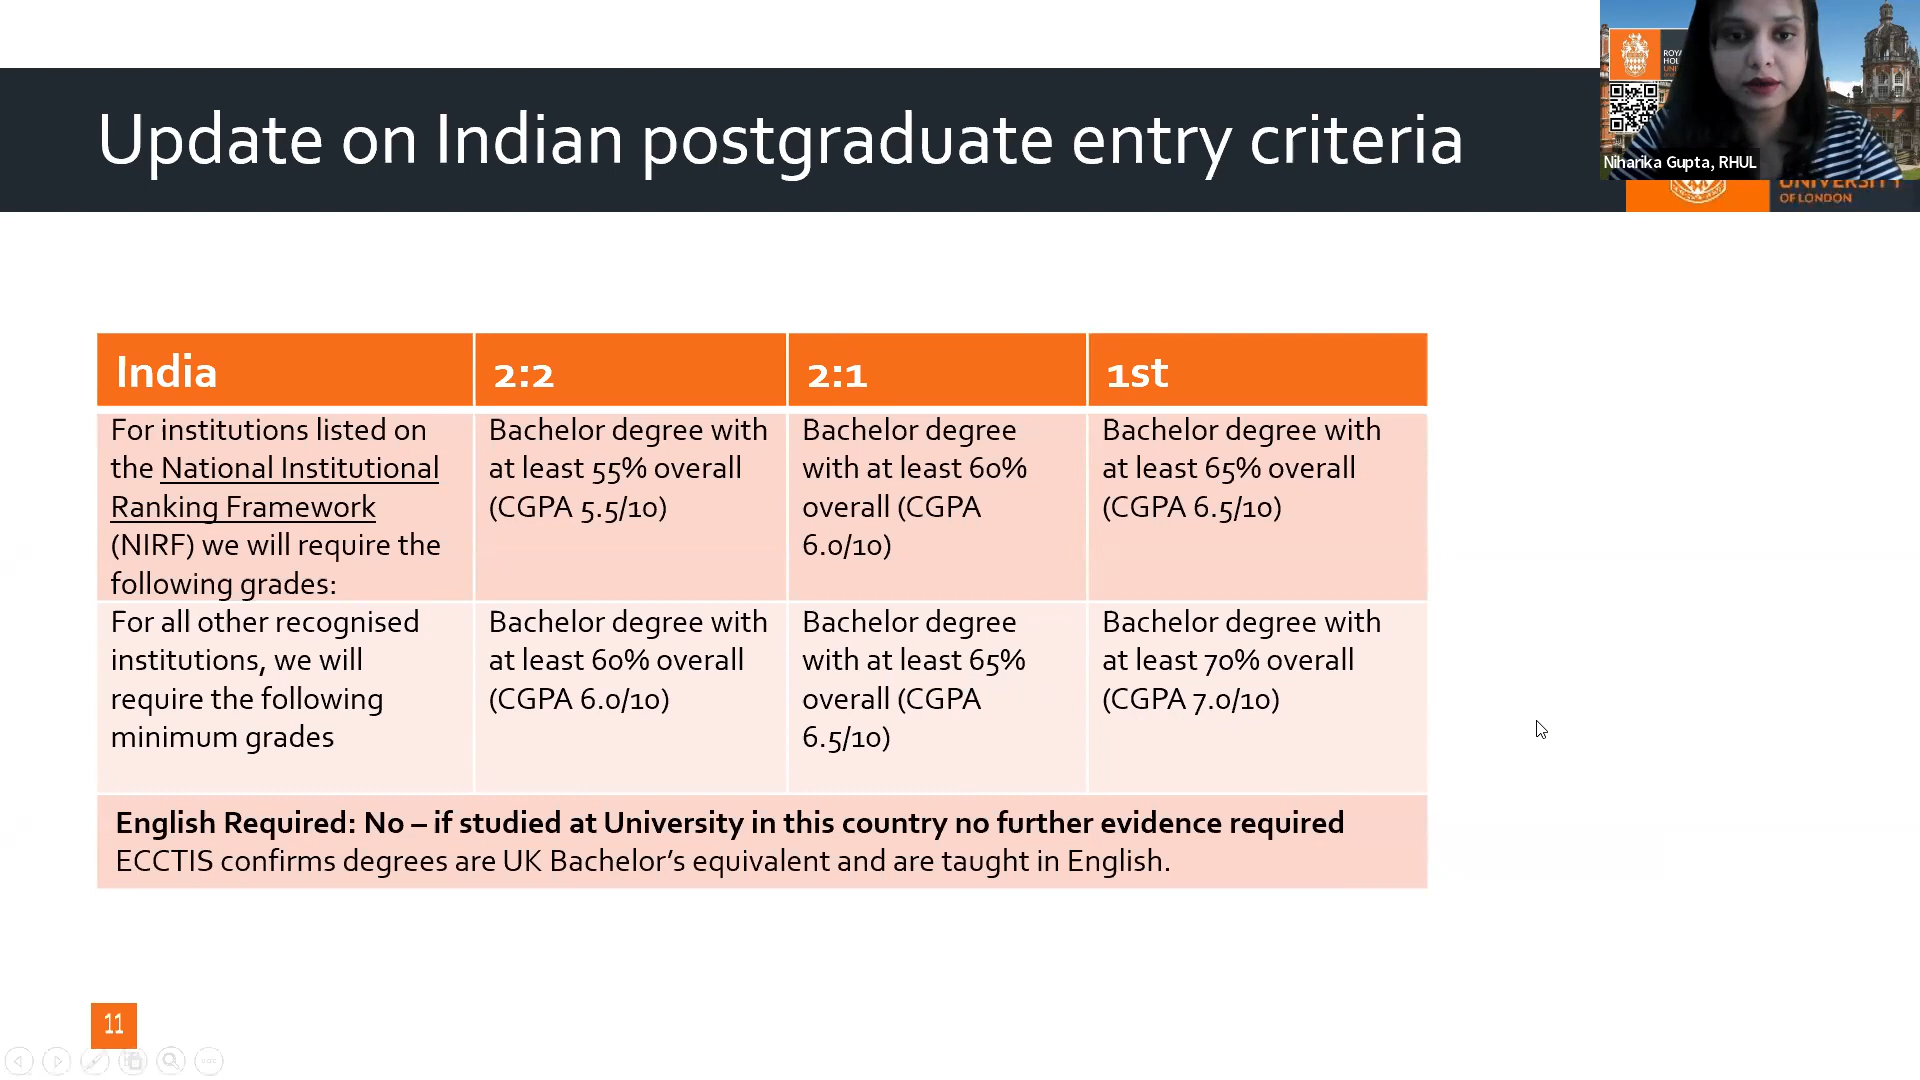 Update on Indian postgraduate entry criteria
ROYA
HOL
UNI
Niharika Gupta, RHUL
UNIVERSITY
OF LONDON
India
2:2
2:1
1st
For institutions listed on
the National Institutional
Ranking Framework
(NIRF) we will require the
following grades:
Bachelor degree with
at least 55% overall
(CGPA 5.5/10)
Bachelor degree
with at least 60%
overall (CGPA
6.0/10)
Bachelor degree with
at least 65% overall
(CGPA 6.5/10)
For all other recognised
institutions, we will
require the following
minimum grades
Bachelor degree with
at least 60% overall
(CGPA 6.0/10)
Bachelor degree
with at least 65%
overall (CGPA
6.5/10)
Bachelor degree with
at least 70% overall
(CGPA 7.0/10)
English Required: No – if studied at University in this country no further evidence required
ECCTIS confirms degrees are UK Bachelor’s equivalent and are taught in English.
11